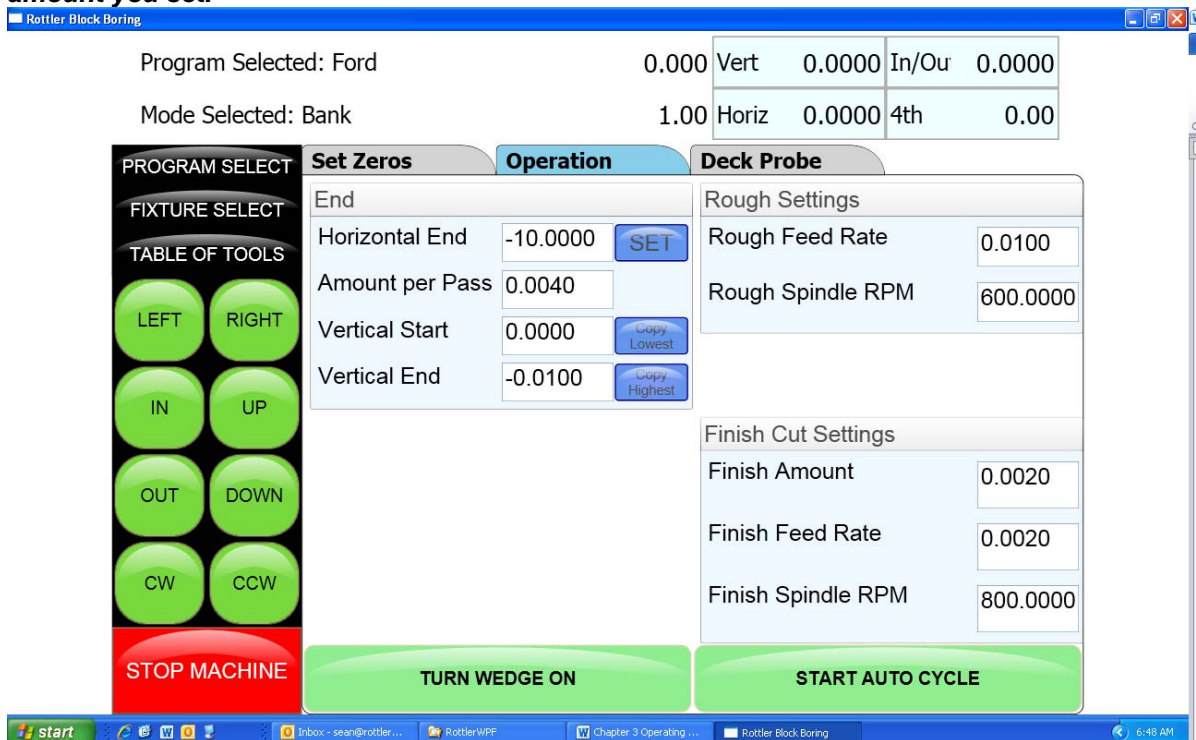 amount you set.
Rottler Block Boring
Program Selected: Ford 0.000 Vert 0.0000 In/Ou 0.0000
Mode Selected: Bank 1.00 Horiz 0.0000 4th 0.00
PROGRAM SELECT
FIXTURE SELECT
TABLE OF TOOLS
LEFT RIGHT
IN UP
OUT DOWN
CW CCW
STOP MACHINE
Set Zeros Operation Deck Probe
End
Horizontal End -10.0000 SET
Amount per Pass 0.0040
Vertical Start 0.0000 Copy Lowest
Vertical End -0.0100 Copy Highest
Rough Settings
Rough Feed Rate 0.0100
Rough Spindle RPM 600.0000
Finish Cut Settings
Finish Amount 0.0020
Finish Feed Rate 0.0020
Finish Spindle RPM 800.0000
TURN WEDGE ON START AUTO CYCLE
start Inbox - sean@rottler... RottlerWPF Chapter 3 Operating ... Rottler Block Boring 6:48 AM